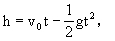 h = v₀t − 1/2 gt²,